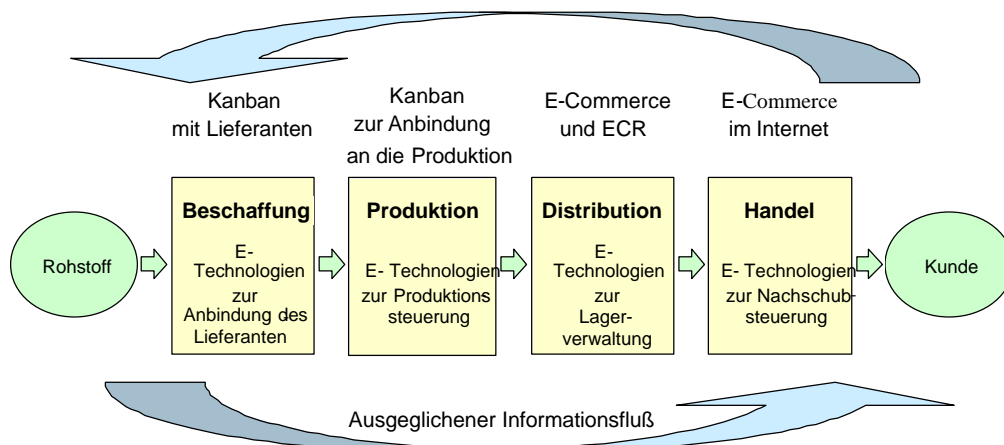 Kanban
mit Lieferanten
Kanban
zur Anbindung
an die Produktion
E-Commerce
und ECR
E-Commerce
im Internet
Rohstoff
Beschaffung
E-
Technologien
zur
Anbindung des
Lieferanten
Produktion
E- Technologien
zur Produktions
steuerung
Distribution
E-
Technologien
zur
Lager-
verwaltung
Handel
E- Technologien
zur Nachschub-
steuerung
Kunde
Ausgeglichener Informationsfluß